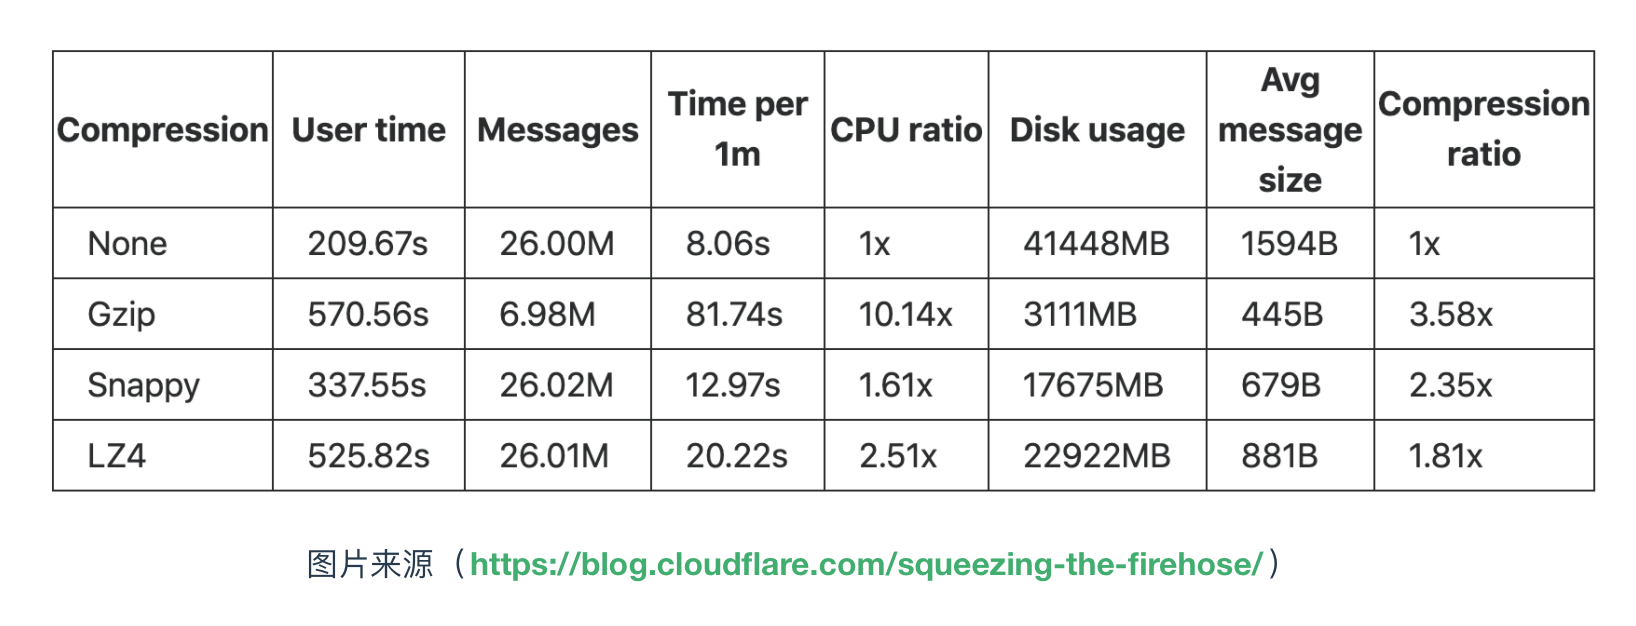 Compression User time Messages Time per 1m CPU ratio Disk usage Avg message size Compression ratio
None 209.67s 26.00M 8.06s 1x 41448MB 1594B 1x
Gzip 570.56s 6.98M 81.74s 10.14x 3111MB 445B 3.58x
Snappy 337.55s 26.02M 12.97s 1.61x 17675MB 679B 2.35x
LZ4 525.82s 26.01M 20.22s 2.51x 22922MB 881B 1.81x
图片来源（https://blog.cloudflare.com/squeezing-the-firehose/）